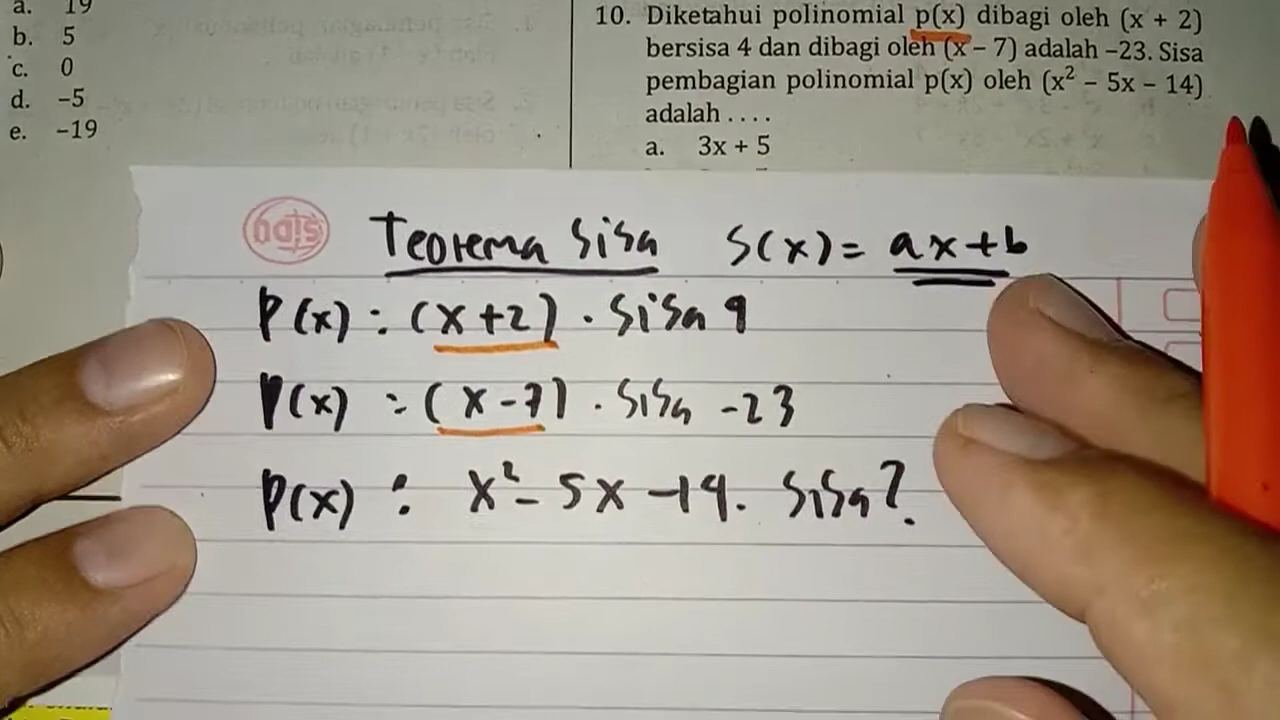 a. 19
b. 5
c. 0
d. −5
e. −19
10. Diketahui polinomial p(x) dibagi oleh (x + 2)
bersisa 4 dan dibagi oleh (x − 7) adalah −23. Sisa
pembagian polinomial p(x) oleh (x² − 5x − 14)
adalah . . . .
a. 3x + 5
Teorema sisa S(x) = ax+b
P(x) : (x+2) . sisa 4
P(x) : (x-7) . sisa -23
P(x) : x² - 5x - 14 . sisa?